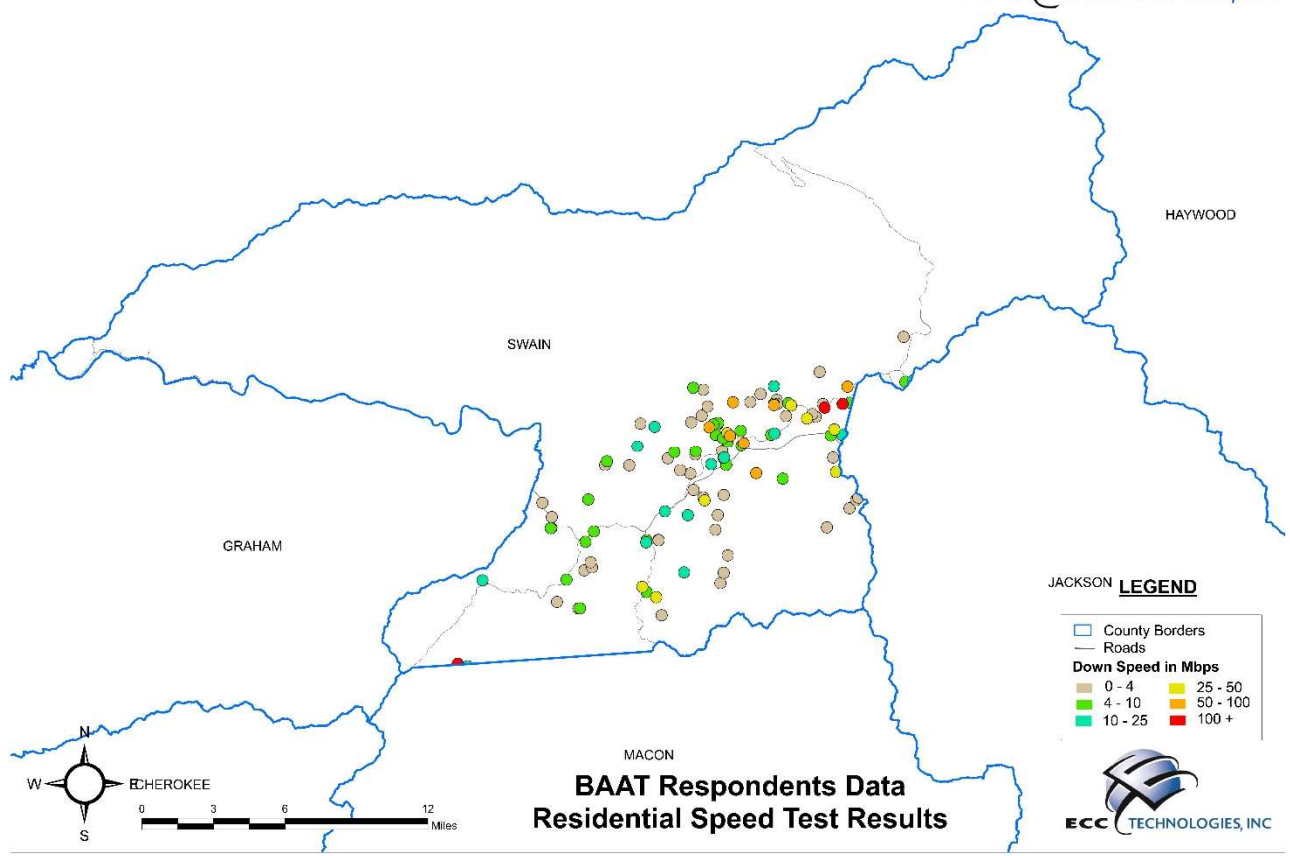 HAYWOOD
SWAIN
GRAHAM
JACKSON
LEGEND
County Borders
Roads
Down Speed in Mbps
0 - 4
25 - 50
4 - 10
50 - 100
10 - 25
100 +
MACON
N
W
E
S
CHEROKEE
0 3 6 12
Miles
BAAT Respondents Data
Residential Speed Test Results
ECC TECHNOLOGIES, INC